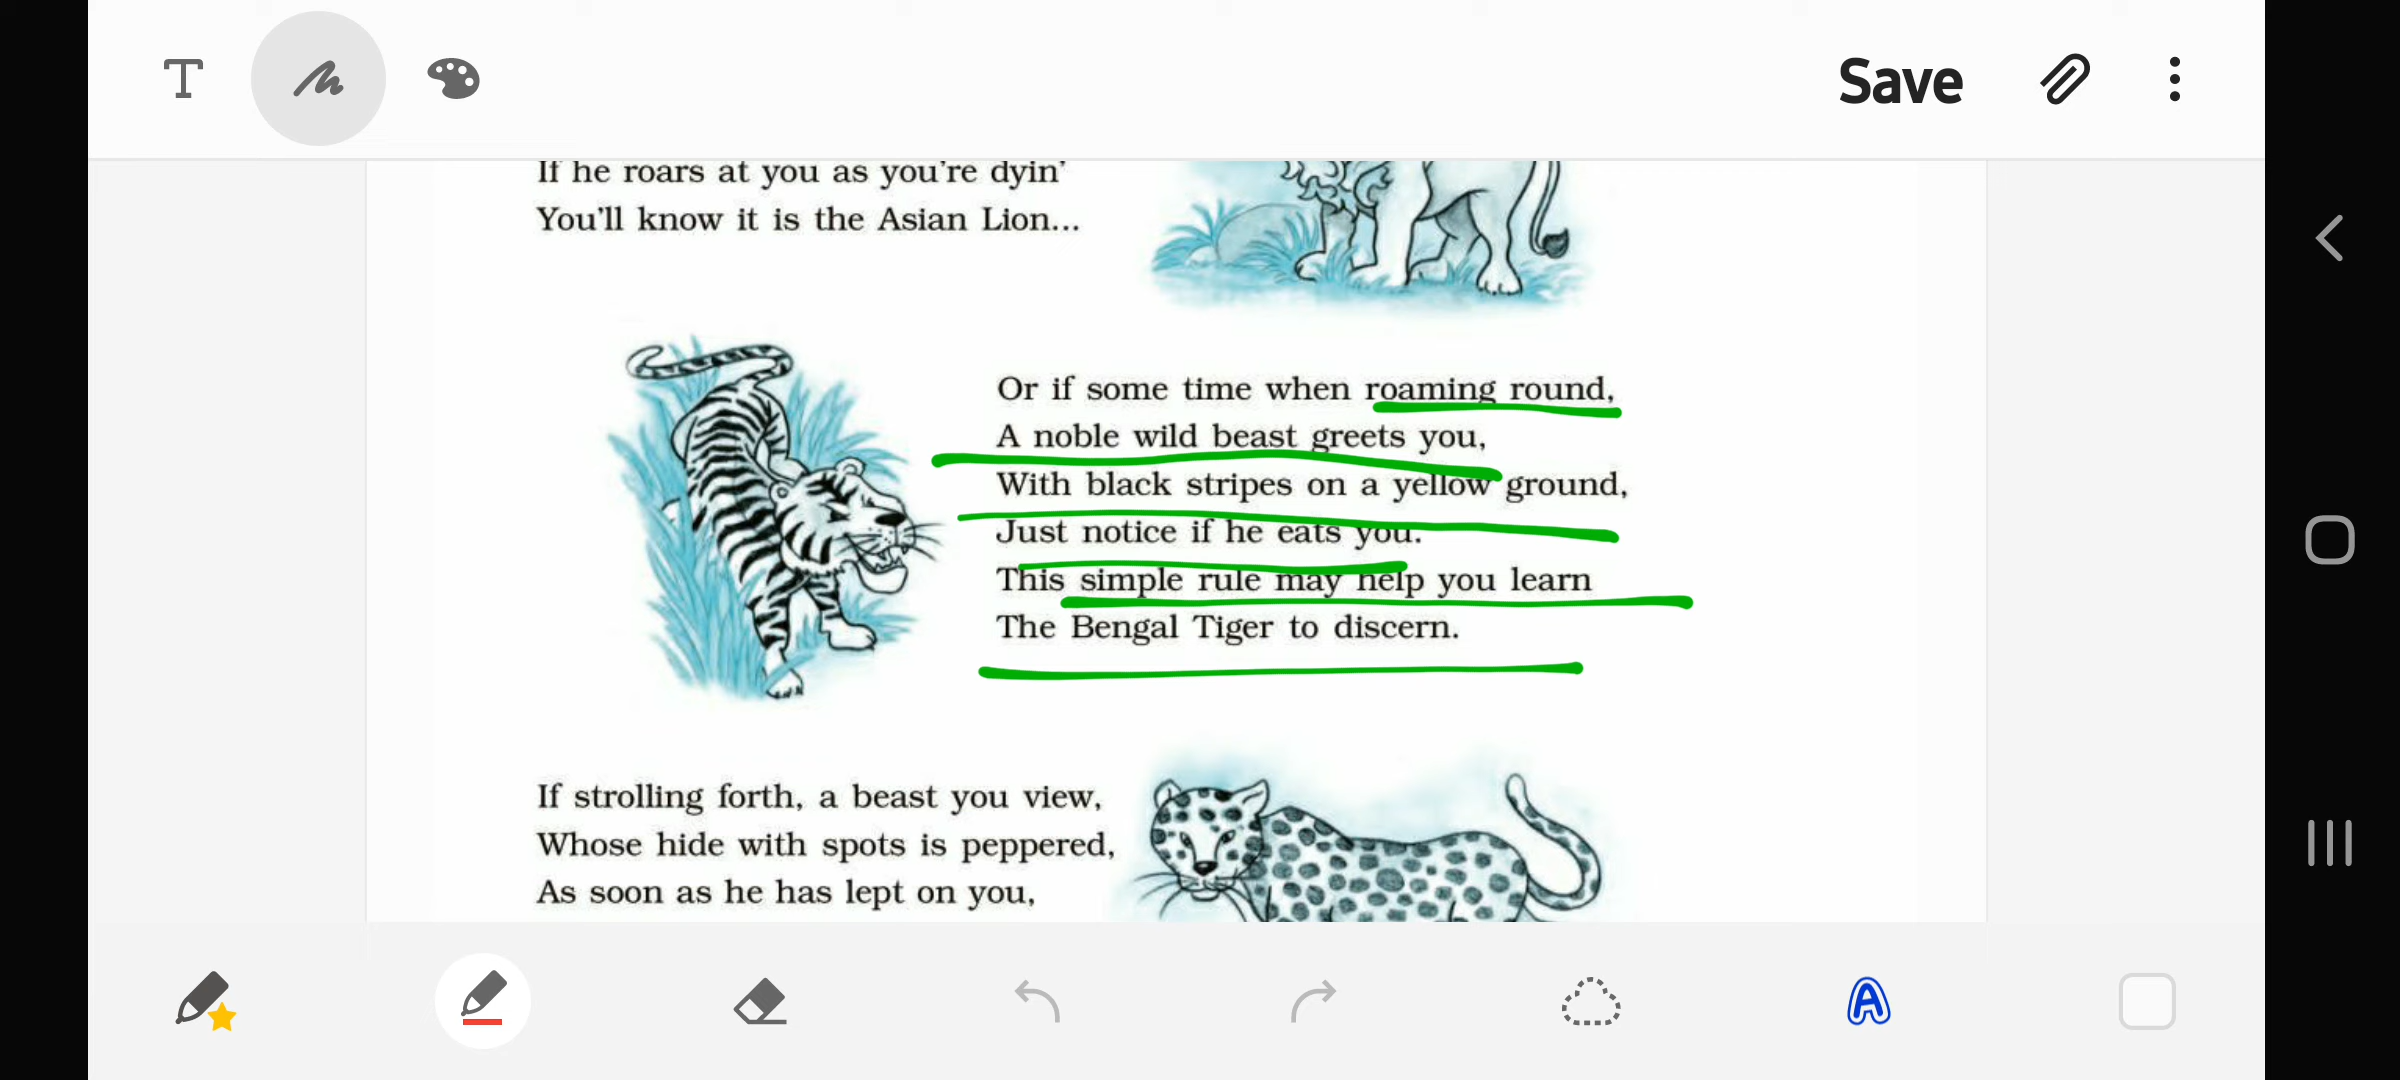 T
Save
If he roars at you as you're dyin'
You'll know it is the Asian Lion...
Or if some time when roaming round,
A noble wild beast greets you,
With black stripes on a yellow ground,
Just notice if he eats you.
This simple rule may help you learn
The Bengal Tiger to discern.
If strolling forth, a beast you view,
Whose hide with spots is peppered,
As soon as he has lept on you,
A